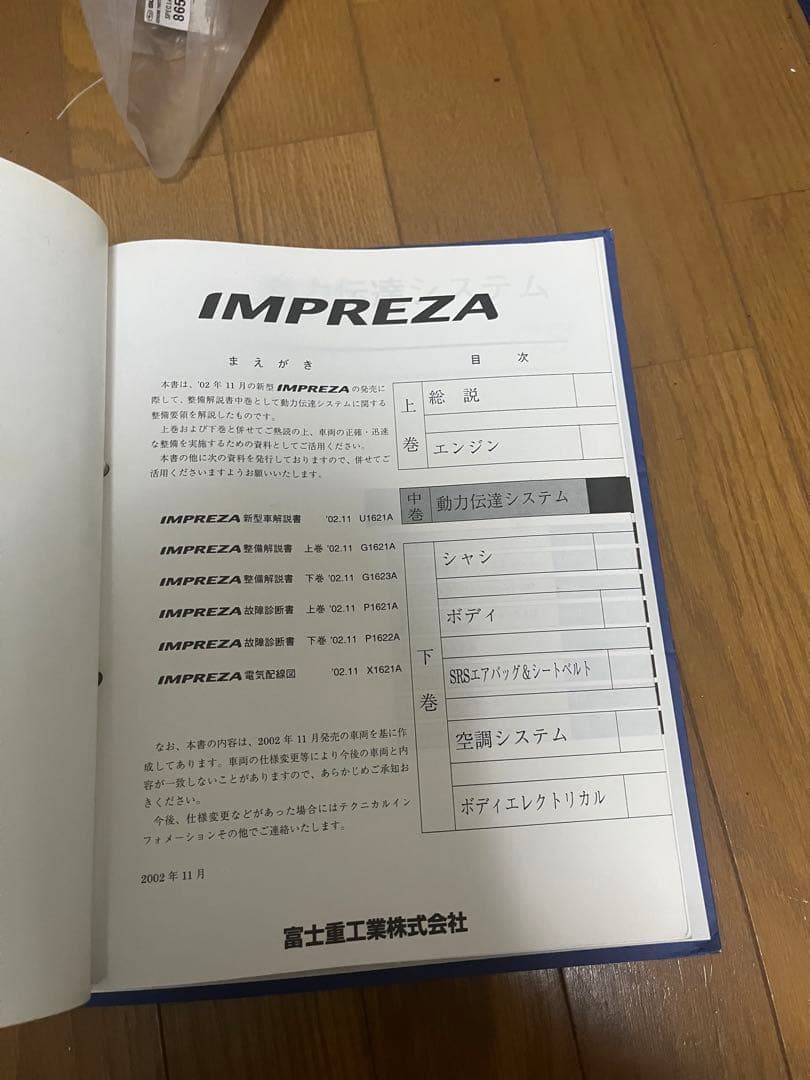 865
IMPREZA
まえがき
本書は、'02年11月の新型IMPREZAの発売に
際して、整備解説書中巻として動力伝達システムに関する
整備要領を解説したものです。
上巻および下巻と併せてご熟読の上、車両の正確・迅速
な整備を実施するための資料としてご活用ください。
本書の他に次の資料を発行しておりますので、併せてご
活用くださいますようお願いいたします。
IMPREZA 新型車解説書 '02.11 U1621A
IMPREZA 整備解説書 上巻 '02.11 G1621A
IMPREZA 整備解説書 下巻 '02.11 G1623A
IMPREZA 故障診断書 上巻 '02.11 P1621A
IMPREZA 故障診断書 下巻 '02.11 P1622A
IMPREZA 電気配線図 '02.11 X1621A
なお、本書の内容は、2002年11月発売の車両を基に作
成してあります。車両の仕様変更等により今後の車両と内
容が一致しないことがありますので、あらかじめご承知お
きください。
今後、仕様変更などがあった場合にはテクニカルイン
フォメーションその他でご連絡いたします。
2002年11月
目次
上巻
総説
エンジン
中巻
動力伝達システム
下巻
シャシ
ボディ
SRSエアバッグ&シートベルト
空調システム
ボディエレクトリカル
富士重工業株式会社